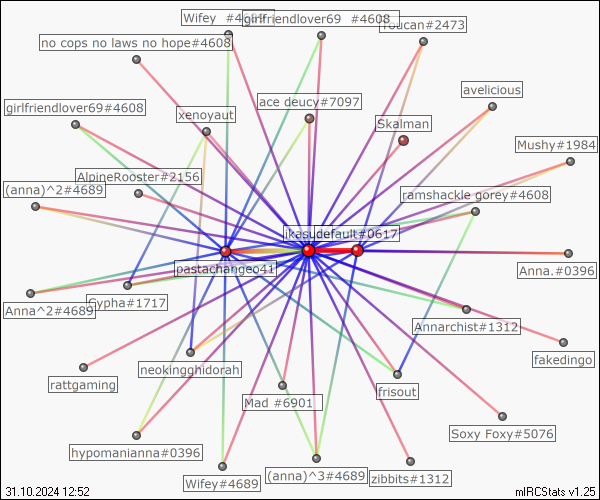 Wifey #4
girlfriendlover69 #4608
Toucan#2473
no cops no laws no hope#4608
avelicious
ace deucy#7097
girlfriendlover69#4608
xenoyaut
Skalman
Mushy#1984
AlpineRooster#2156
(anna)^2#4689
ramshackle gorey#4608
ikasudefault#0617
Anna.#0396
pastachangeo41
Anna^2#4689
Gypha#1717
Annarchist#1312
fakedingo
neokingghidorah
rattgaming
frisout
Mad #6901
Soxy Foxy#5076
hypomanianna#0396
(anna)^3#4689
zibbits#1312
Wifey#4689
31.10.2024 12:52
mIRCStats v1.25